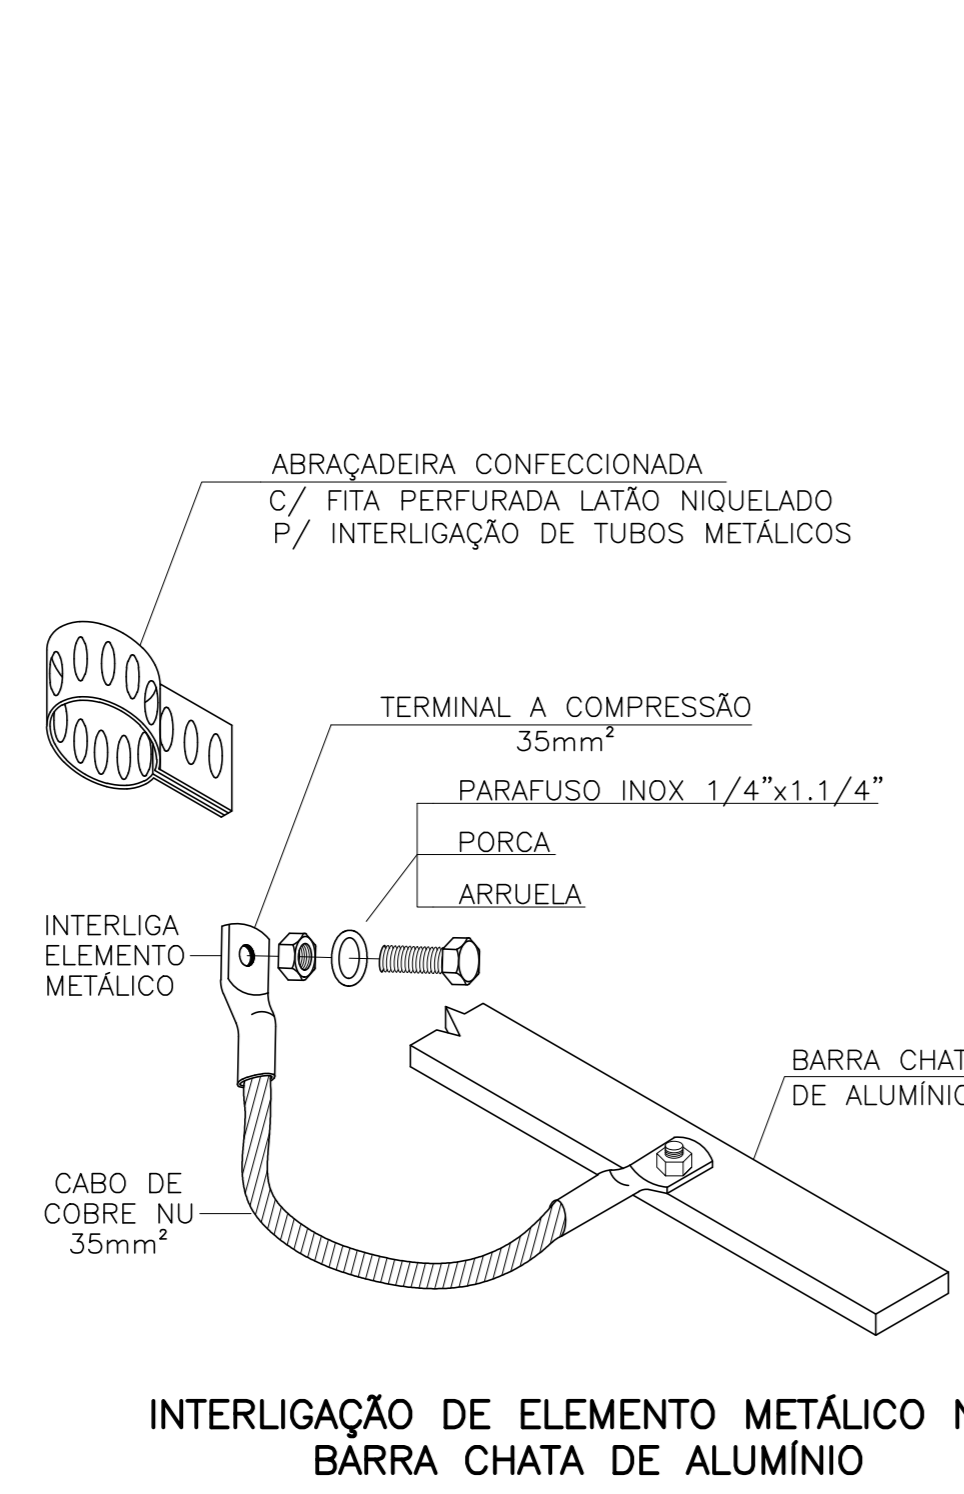 ABRAÇADEIRA CONFECCIONADA
C/ FITA PERFURADA LATÃO NIQUELADO
P/ INTERLIGAÇÃO DE TUBOS METÁLICOS
TERMINAL A COMPRESSÃO
35mm²
PARAFUSO INOX 1/4”x1.1/4”
PORCA
ARRUELA
INTERLIGA
ELEMENTO
METÁLICO
BARRA CHAT
DE ALUMÍNIO
CABO DE
COBRE NU
35mm²
INTERLIGAÇÃO DE ELEMENTO METÁLICO
BARRA CHATA DE ALUMÍNIO